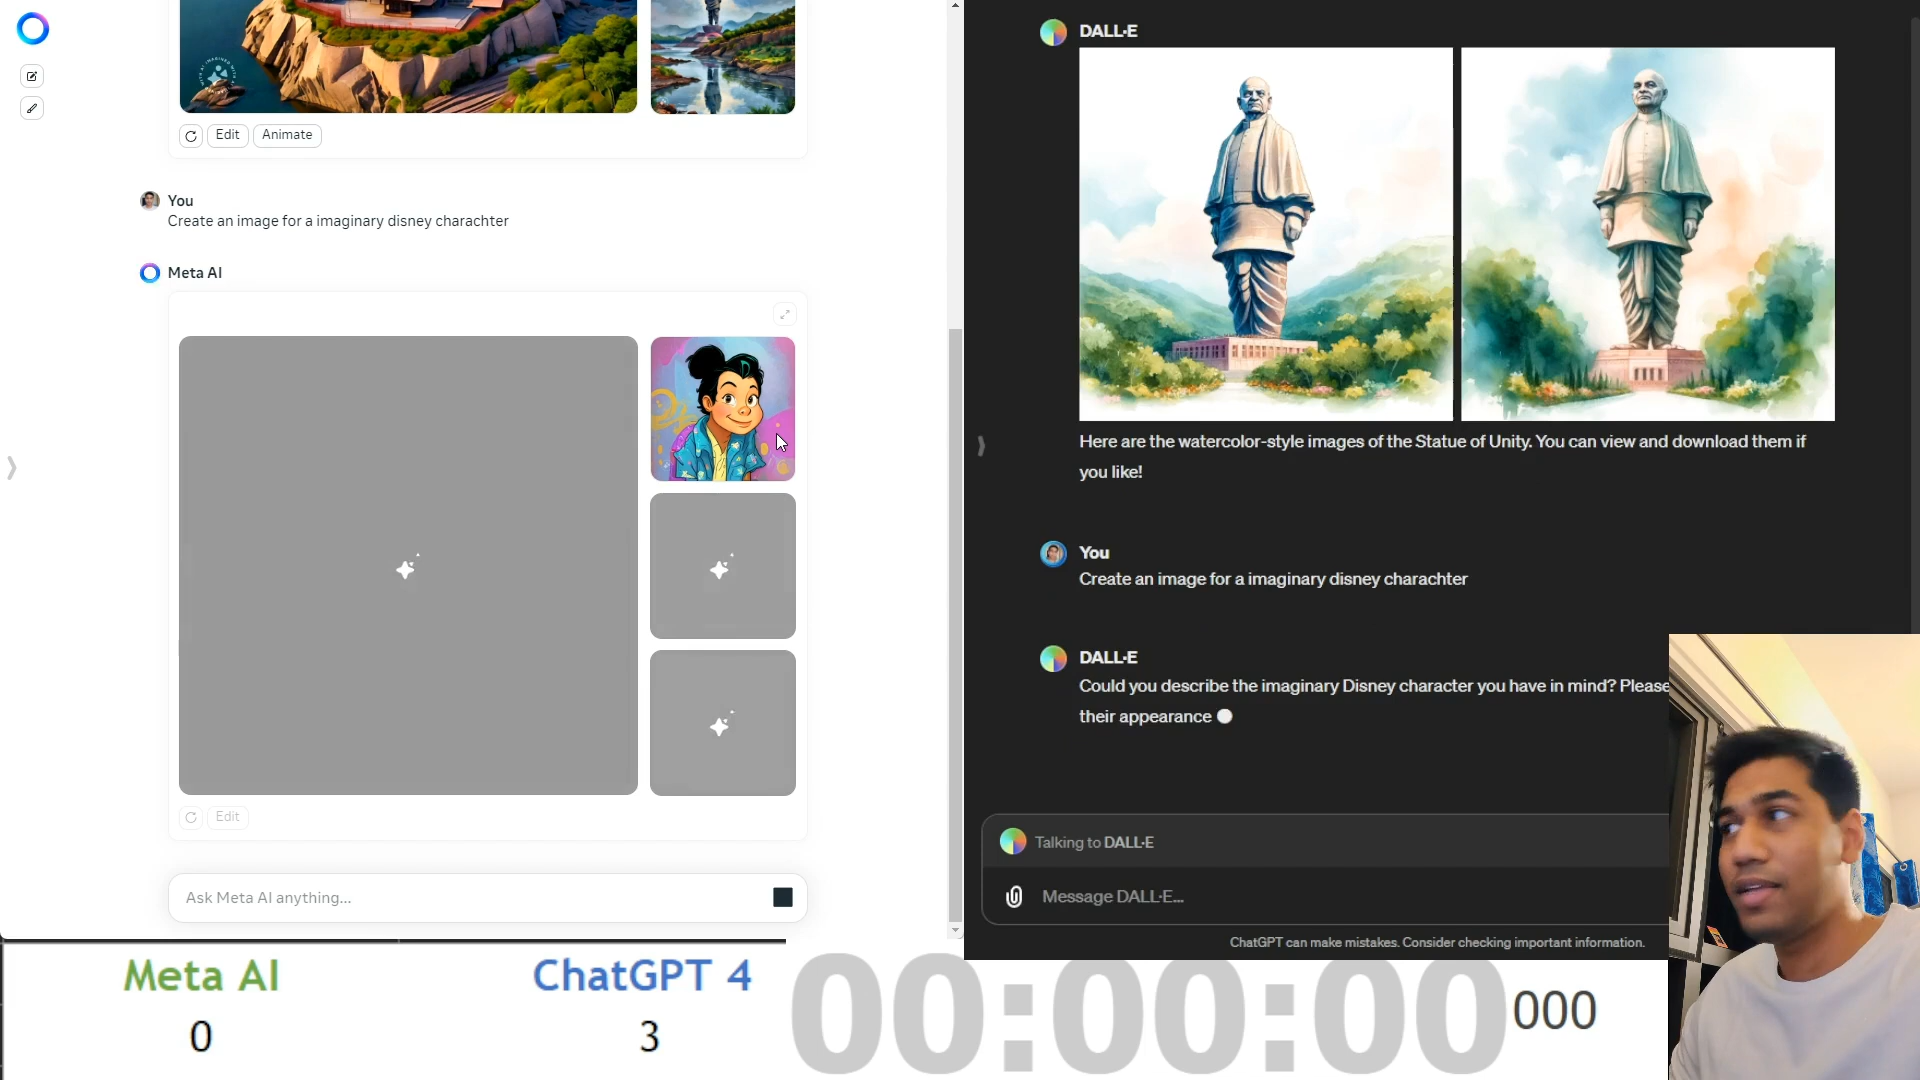 Edit
Animate
You
Create an image for a imaginary disney charachter
Meta AI
Edit
Ask Meta AI anything...
DALL·E
Here are the watercolor-style images of the Statue of Unity. You can view and download them if
you like!
You
Create an image for a imaginary disney charachter
DALL·E
Could you describe the imaginary Disney character you have in mind? Please
their appearance
Talking to DALL·E
Message DALL·E...
ChatGPT can make mistakes. Consider checking important information.
Meta AI
0
ChatGPT 4
3
00:00:00 000